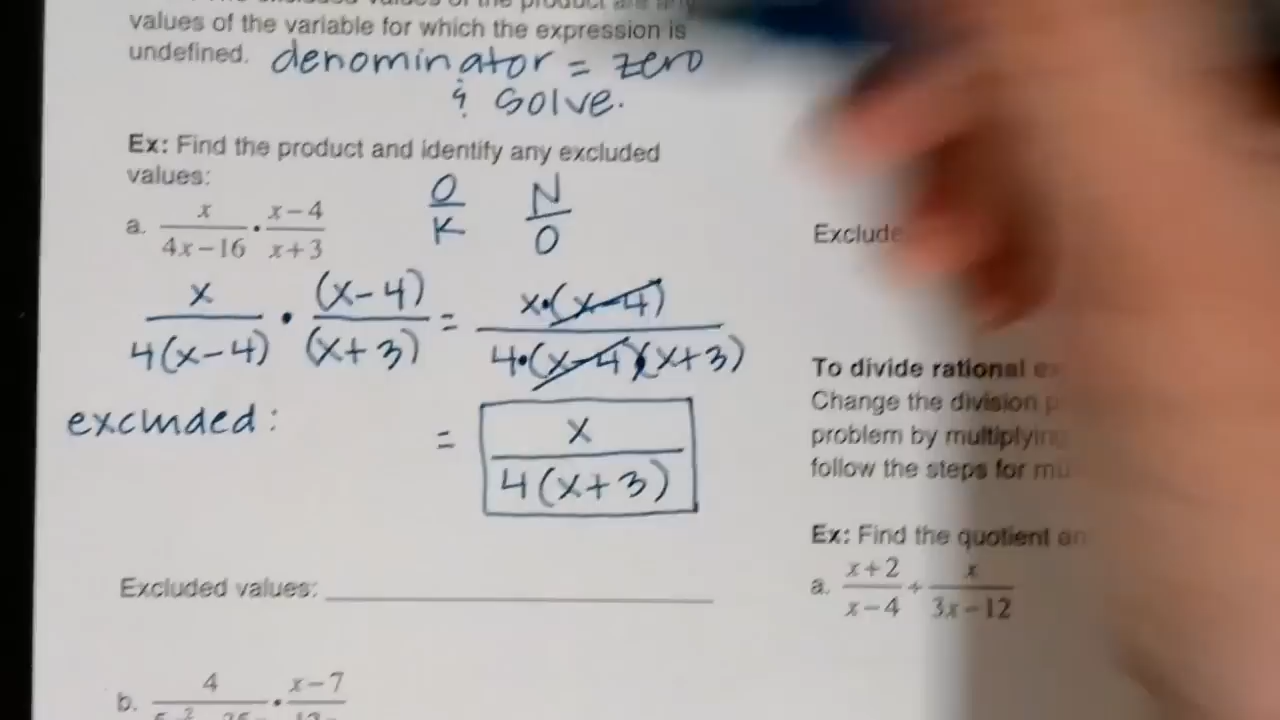 values of the variable for which the expression is
undefined. denominator = zero
& solve.
Ex: Find the product and identify any excluded
values:
a. x/(4x-16) · (x-4)/(x+3)
O/K N/O
x/(4(x-4)) · (x-4)/(x+3) = x·(x-4)/(4·(x-4)(x+3))
excluded:
= x/(4(x+3))
Excluded values:
b. 4 · x-7
Exclude
To divide rational
Change the division
problem by multiplying
follow the steps for
Ex: Find the quotient
a. (x+2)/(x-4) ÷ x/(3x-12)